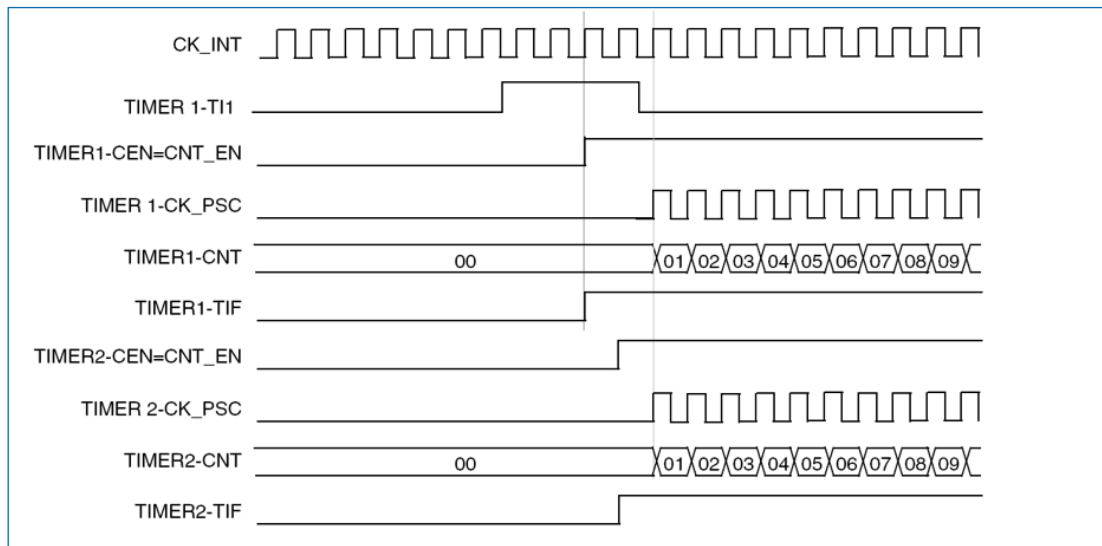 CK_INT
TIMER 1-TI1
TIMER1-CEN=CNT_EN
TIMER 1-CK_PSC
TIMER1-CNT 00 01 02 03 04 05 06 07 08 09
TIMER1-TIF
TIMER2-CEN=CNT_EN
TIMER 2-CK_PSC
TIMER2-CNT 00 01 02 03 04 05 06 07 08 09
TIMER2-TIF